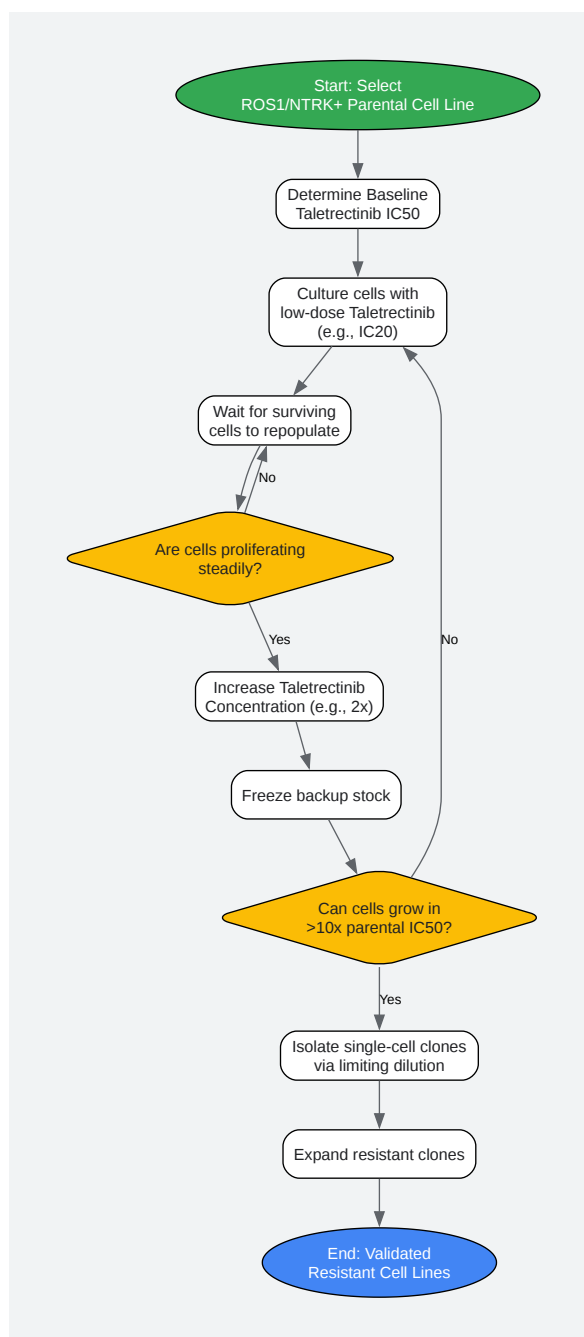 Start: Select
ROS1/NTRK+ Parental Cell Line
Determine Baseline
Taletrectinib IC50
Culture cells with
low-dose Taletrectinib
(e.g., IC20)
Wait for surviving
cells to repopulate
No
Are cells proliferating
steadily?
Yes
No
Increase Taletrectinib
Concentration (e.g., 2x)
Freeze backup stock
Can cells grow in
>10x parental IC50?
Yes
Isolate single-cell clones
via limiting dilution
Expand resistant clones
End: Validated
Resistant Cell Lines